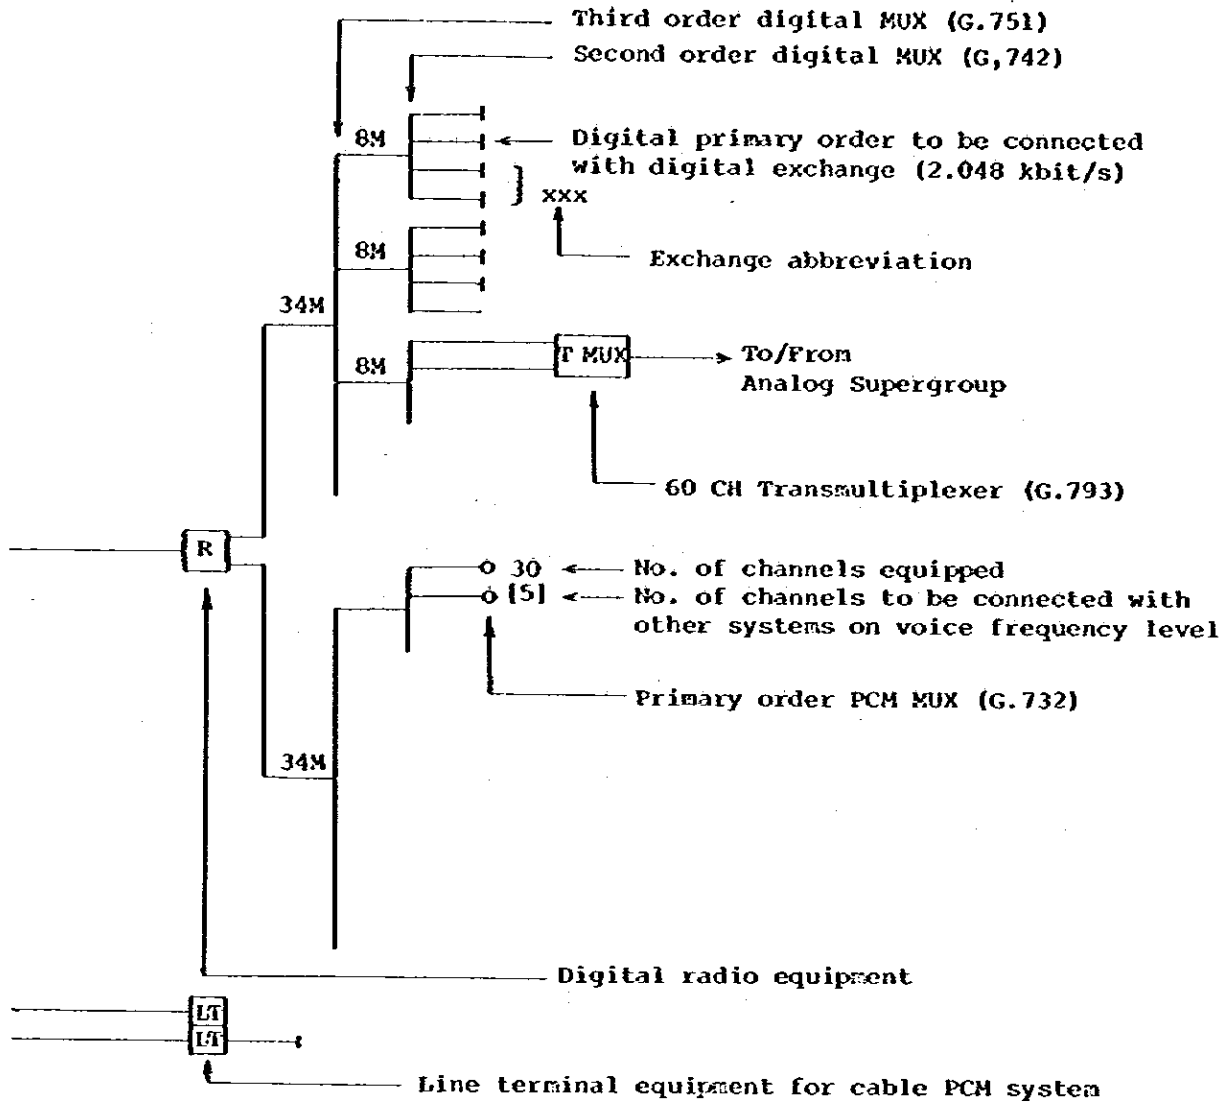 Third order digital MUX (G.751)
Second order digital MUX (G,742)
8M
Digital primary order to be connected
with digital exchange (2.048 kbit/s)
xxx
8M
Exchange abbreviation
34M
8M
T MUX
To/From
Analog Supergroup
60 CH Transmultiplexer (G.793)
R
30
No. of channels equipped
[5]
No. of channels to be connected with
other systems on voice frequency level
Primary order PCM MUX (G.732)
34M
Digital radio equipment
LT
LT
Line terminal equipment for cable PCM system